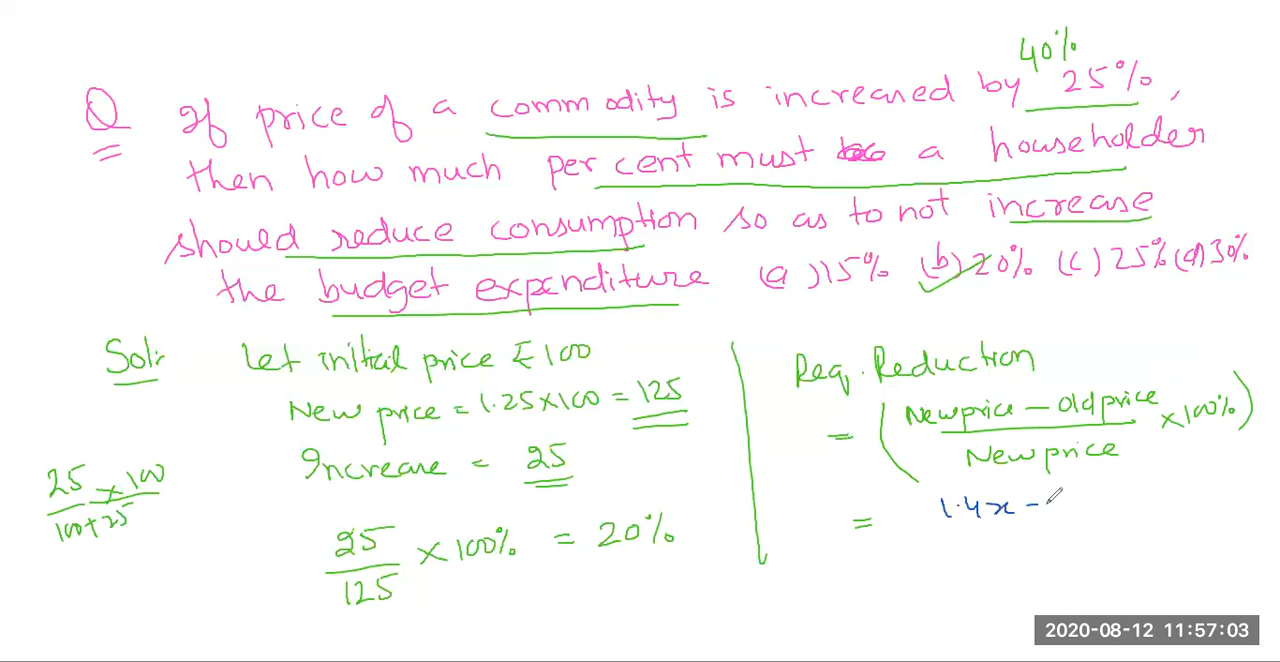 40%
Q If price of a commodity is increased by 25%,
then how much per cent must a householder
should reduce consumption so as to not increase
the budget expenditure (a) 15% (b) 20% (c) 25% (d) 30%
Sol: Let initial price ₹100
New price = 1.25×100 = 125
Increase = 25
25/125 × 100% = 20%
25/100+25 × 100
Req. Reduction
= (New price − Old price/New price × 100%)
= 1.4x −
2020-08-12 11:57:03